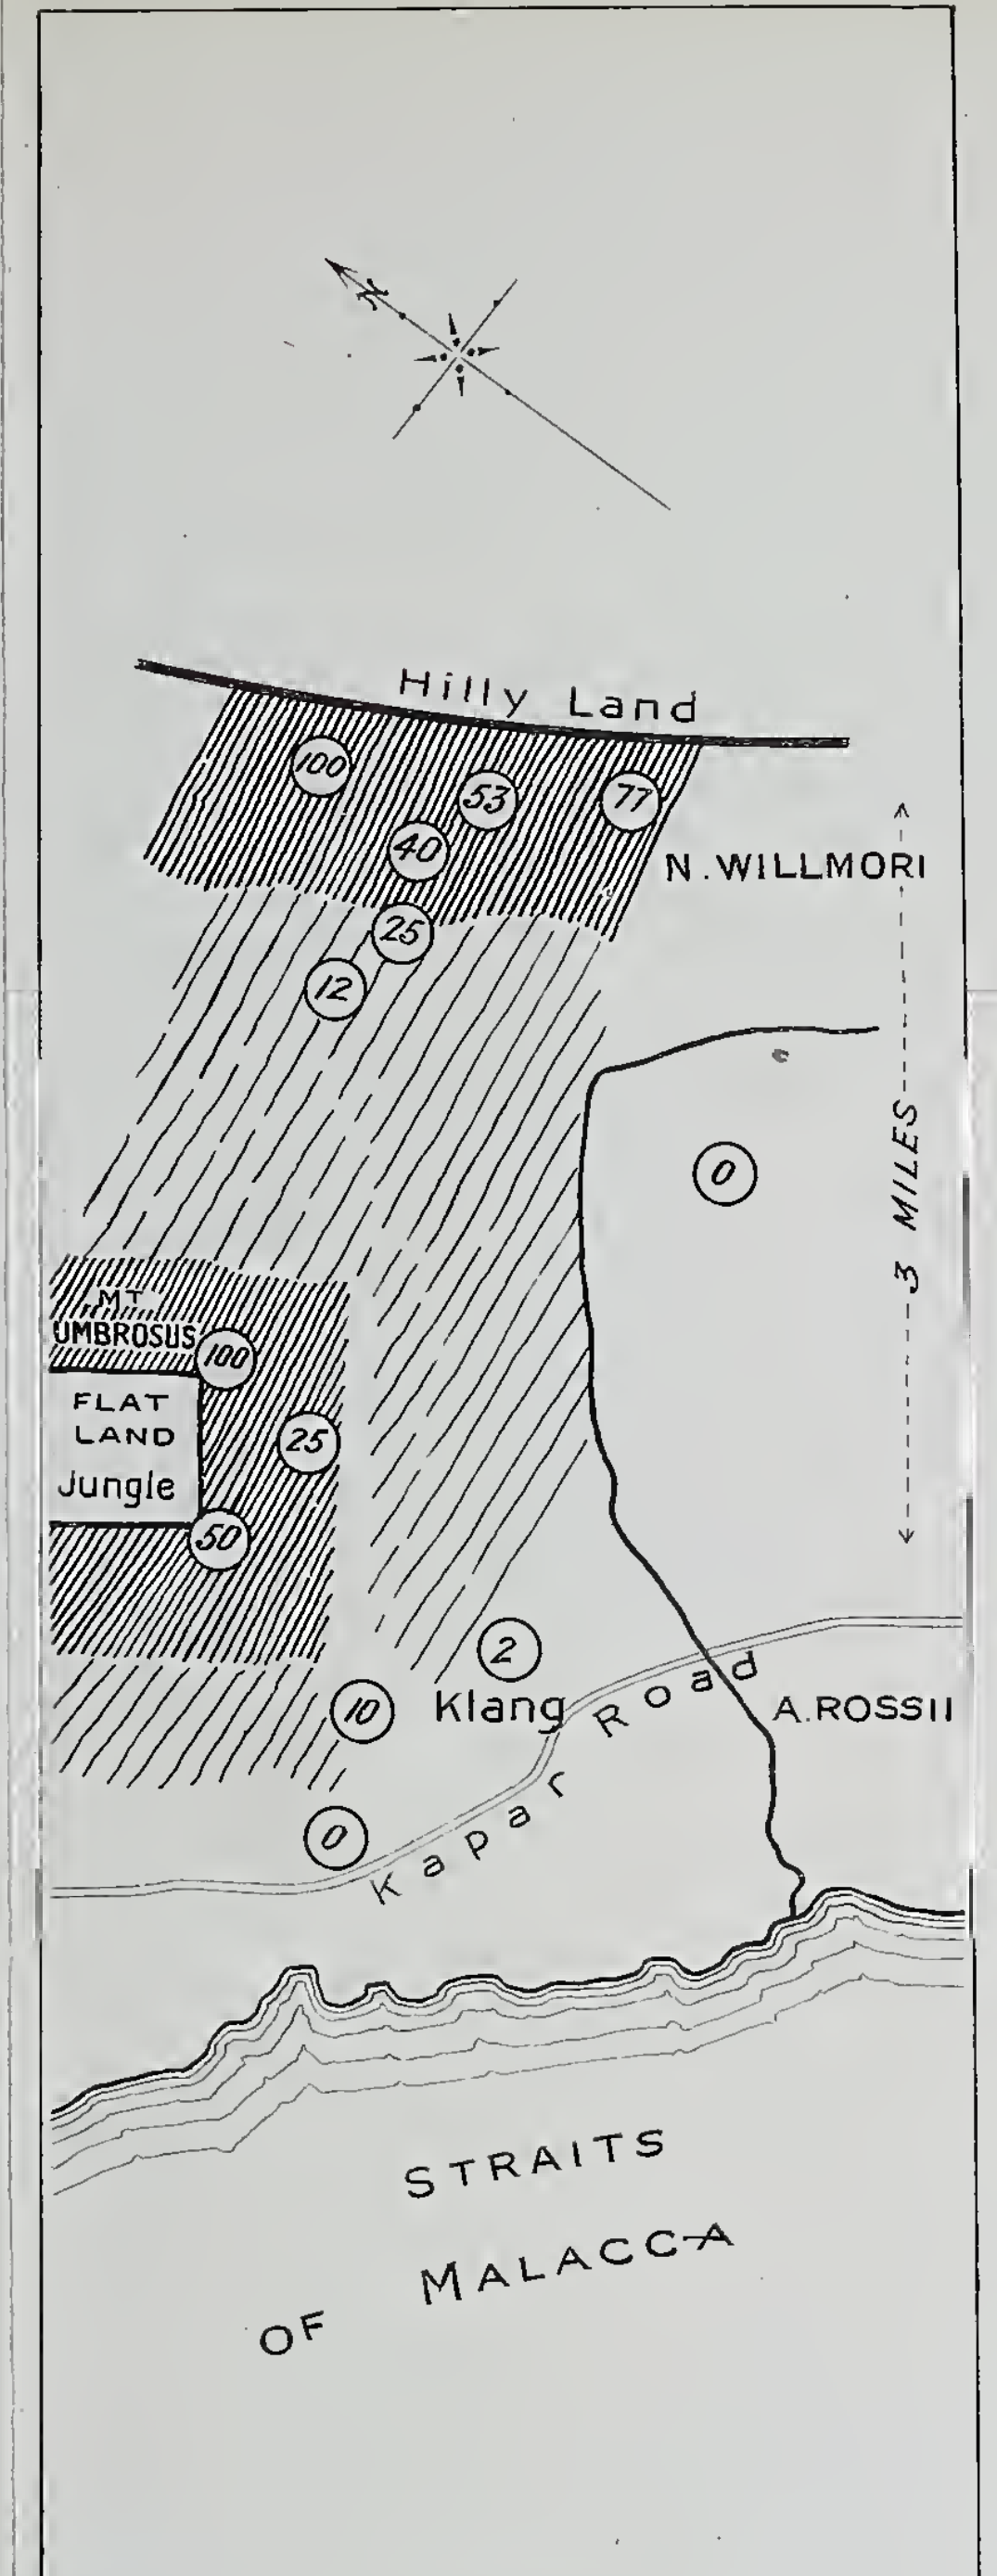 N
Hilly Land
100
53
77
40
N. WILLMORI
25
12
0
3 MILES
MT
UMBROSUS
100
FLAT
LAND
25
Jungle
50
2
10
Klang
A. ROSSII
0
Kapar Road
STRAITS
OF MALACCA